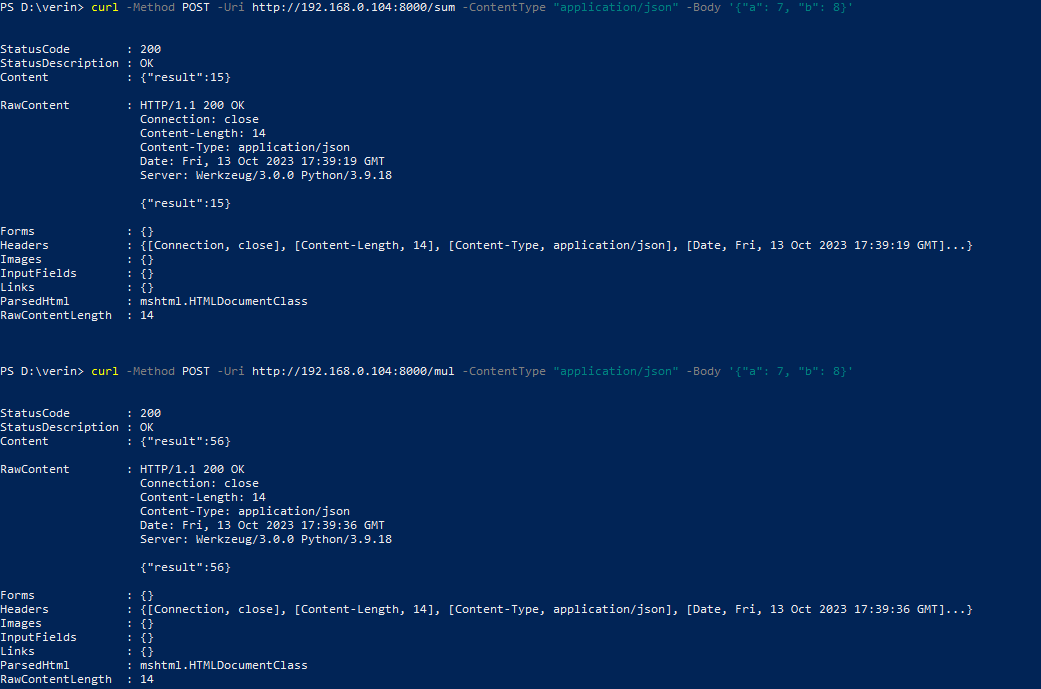 PS D:\verin> curl -Method POST -Uri http://192.168.0.104:8000/sum -ContentType "application/json" -Body '{"a": 7, "b": 8}'
StatusCode : 200
StatusDescription : OK
Content : {"result":15}
RawContent : HTTP/1.1 200 OK
Connection: close
Content-Length: 14
Content-Type: application/json
Date: Fri, 13 Oct 2023 17:39:19 GMT
Server: Werkzeug/3.0.0 Python/3.9.18
{"result":15}
Forms : {}
Headers : {[Connection, close], [Content-Length, 14], [Content-Type, application/json], [Date, Fri, 13 Oct 2023 17:39:19 GMT]...}
Images : {}
InputFields : {}
Links : {}
ParsedHtml : mshtml.HTMLDocumentClass
RawContentLength : 14
PS D:\verin> curl -Method POST -Uri http://192.168.0.104:8000/mul -ContentType "application/json" -Body '{"a": 7, "b": 8}'
StatusCode : 200
StatusDescription : OK
Content : {"result":56}
RawContent : HTTP/1.1 200 OK
Connection: close
Content-Length: 14
Content-Type: application/json
Date: Fri, 13 Oct 2023 17:39:36 GMT
Server: Werkzeug/3.0.0 Python/3.9.18
{"result":56}
Forms : {}
Headers : {[Connection, close], [Content-Length, 14], [Content-Type, application/json], [Date, Fri, 13 Oct 2023 17:39:36 GMT]...}
Images : {}
InputFields : {}
Links : {}
ParsedHtml : mshtml.HTMLDocumentClass
RawContentLength : 14